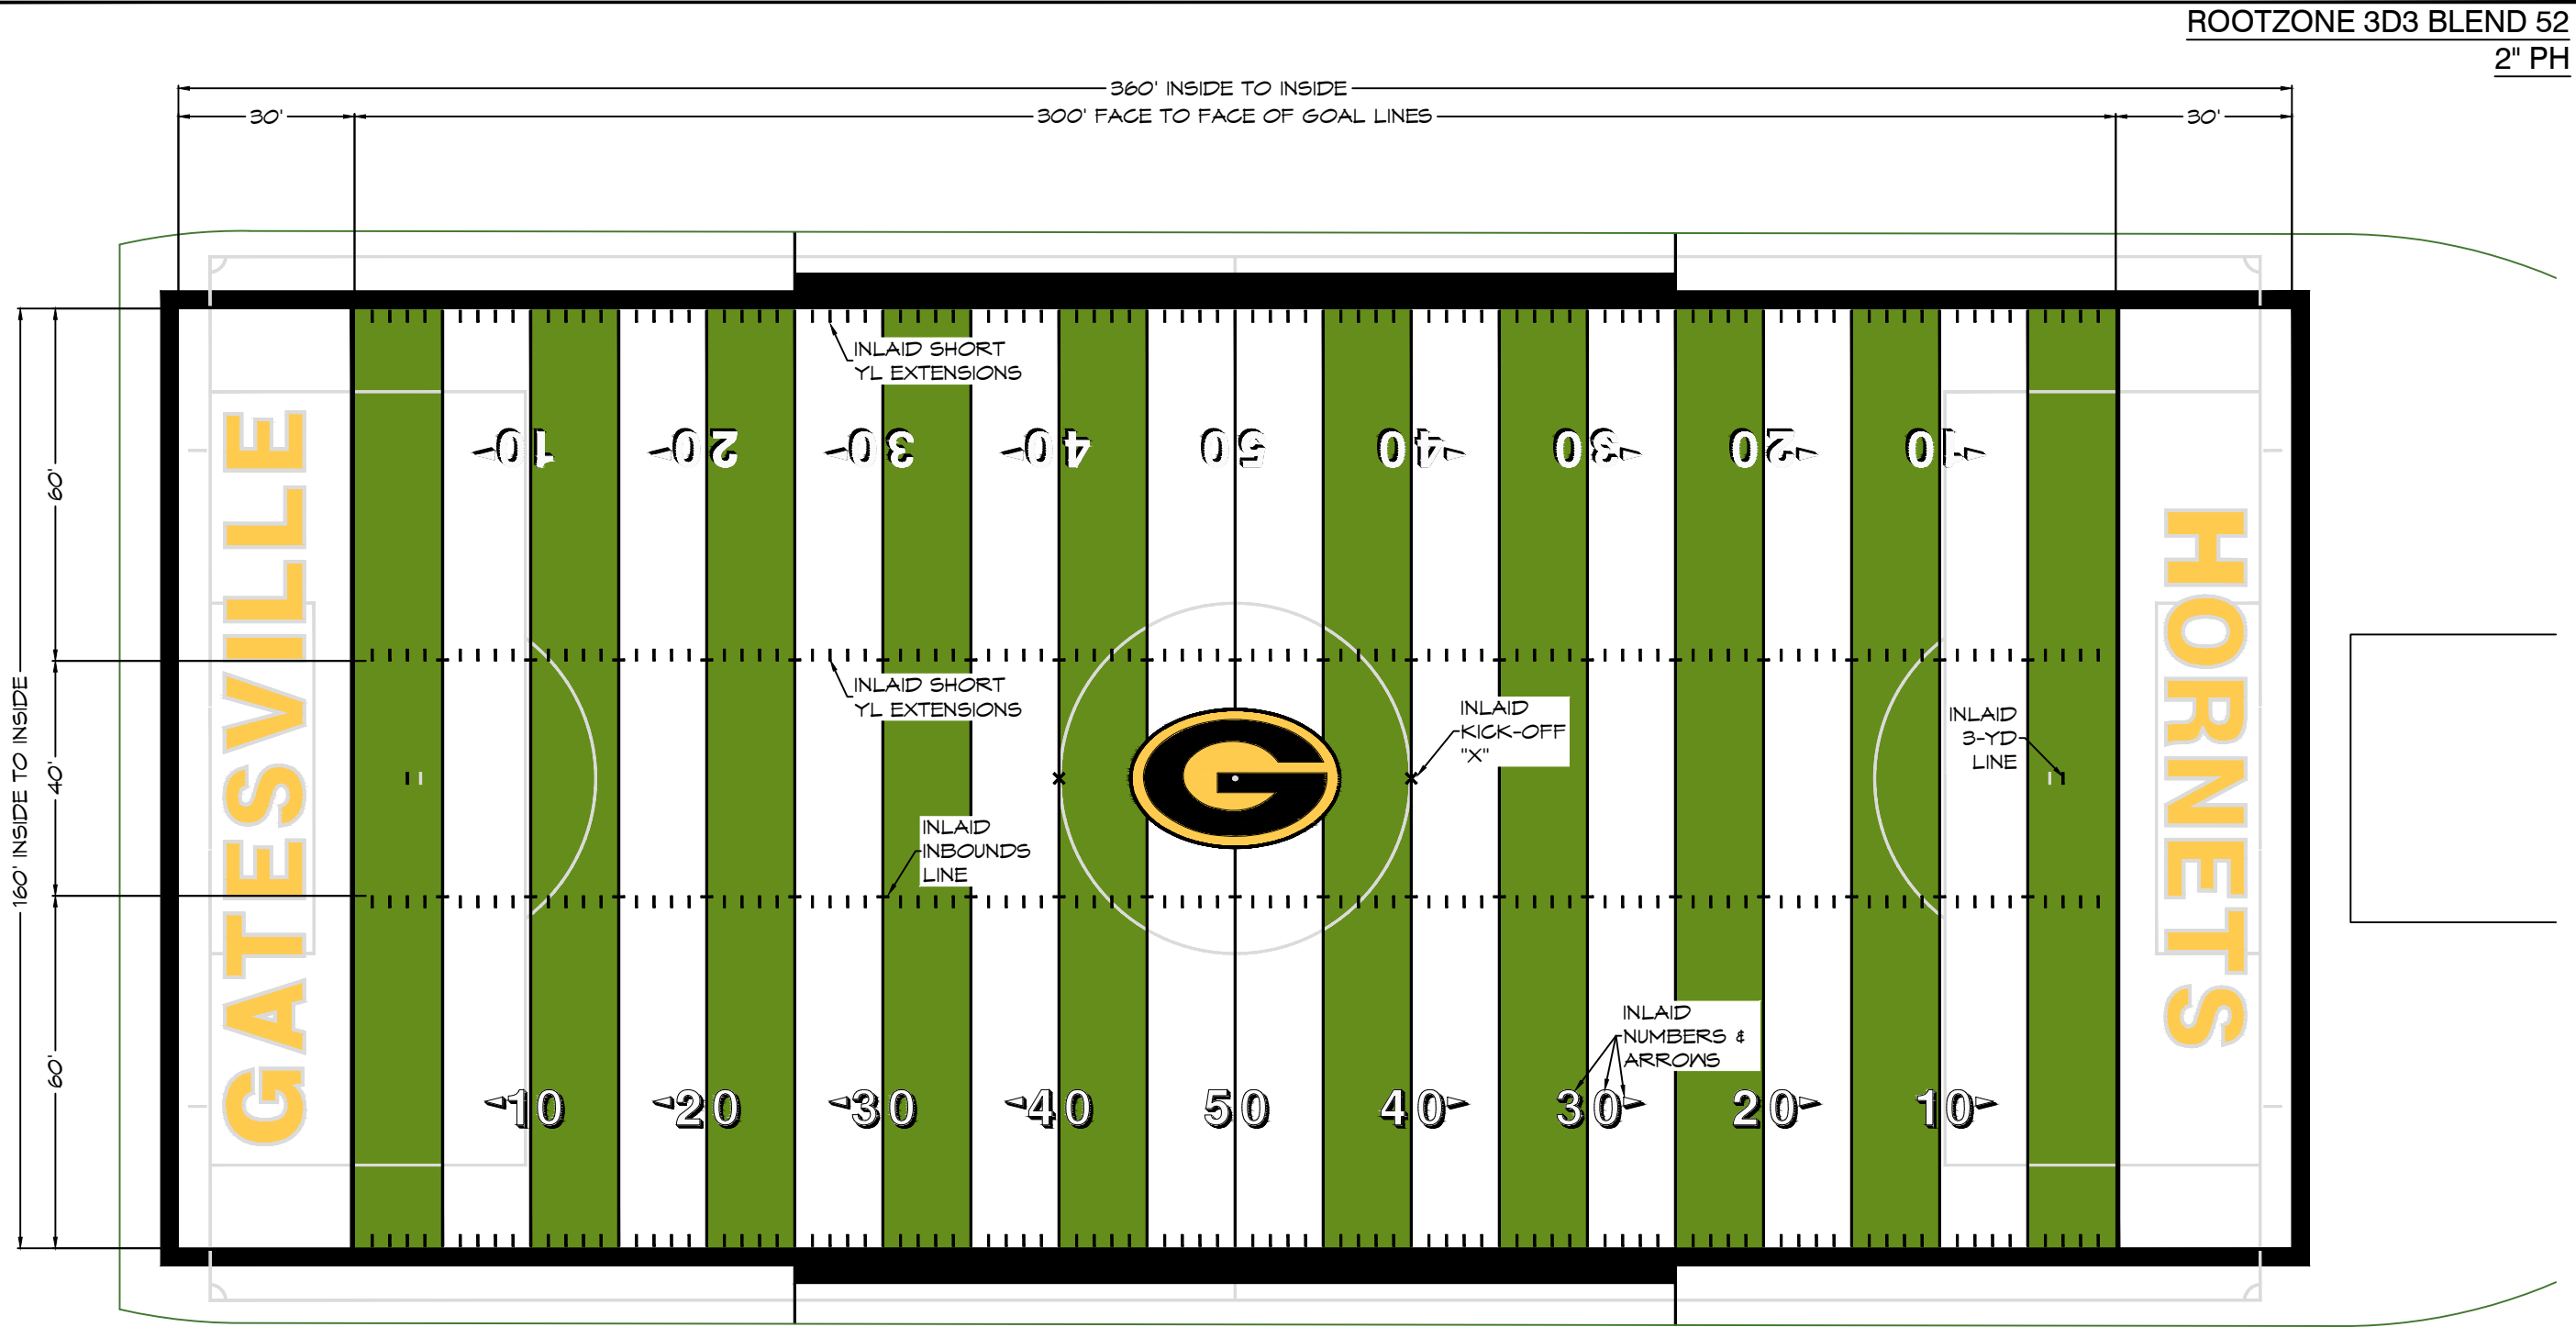 ROOTZONE 3D3 BLEND 52
2" PH
360' INSIDE TO INSIDE
30'
300' FACE TO FACE OF GOAL LINES
30'
INLAID SHORT
YL EXTENSIONS
10
20
30
40
50
40
30
20
10
60'
40'
60'
160' INSIDE TO INSIDE
GATESVILLE
HORNETS
INLAID SHORT
YL EXTENSIONS
INLAID
KICK-OFF
"X"
INLAID
3-YD
LINE
G
INLAID
INBOUNDS
LINE
INLAID
NUMBERS &
ARROWS
10
20
30
40
50
40
30
20
10